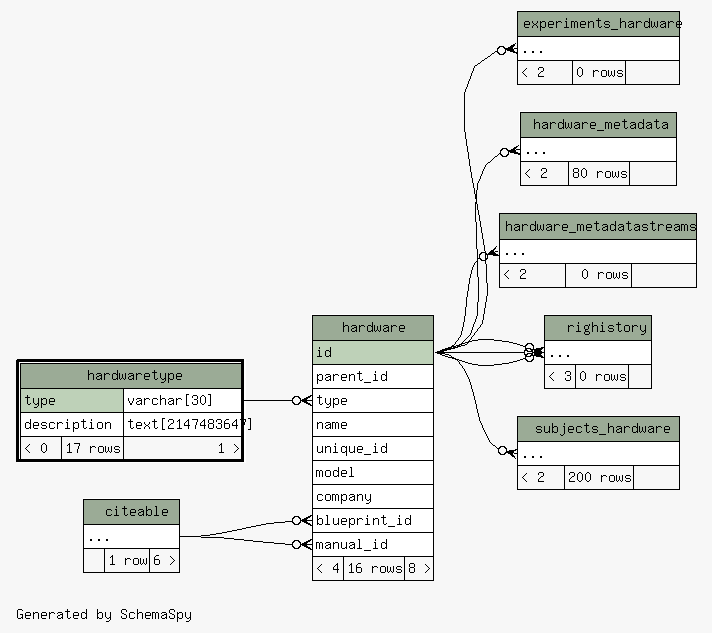 experiments_hardware
...
< 2 0 rows
hardware_metadata
...
< 2 80 rows
hardware_metadatastreams
...
< 2 0 rows
righistory
...
< 3 0 rows
subjects_hardware
...
< 2 200 rows
hardware
id
parent_id
type
name
unique_id
model
company
blueprint_id
manual_id
< 4 16 rows 8 >
hardwaretype
type varchar[30]
description text[2147483647]
< 0 17 rows 1 >
citeable
...
1 row 6 >
Generated by SchemaSpy